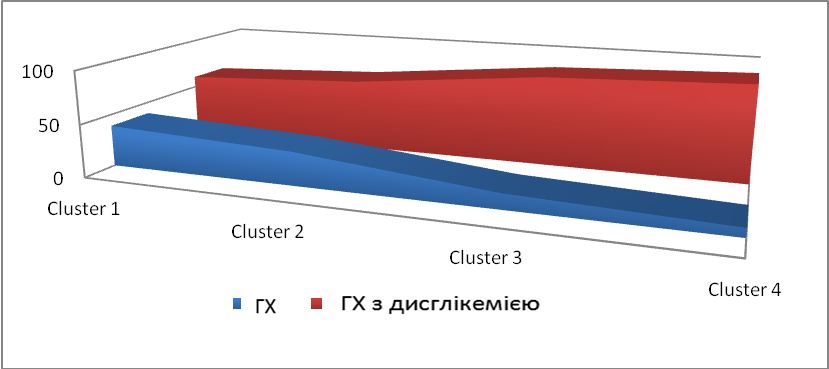 100
50
0
Cluster 1
Cluster 2
Cluster 3
Cluster 4
ГХ
ГХ з дисглікемією